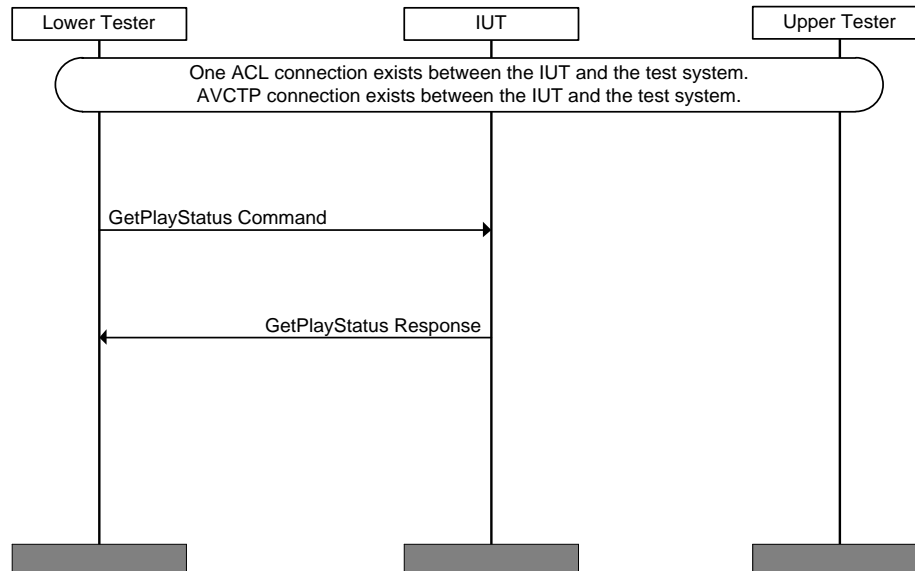 Lower Tester
IUT
Upper Tester
One ACL connection exists between the IUT and the test system.
AVCTP connection exists between the IUT and the test system.
GetPlayStatus Command
GetPlayStatus Response